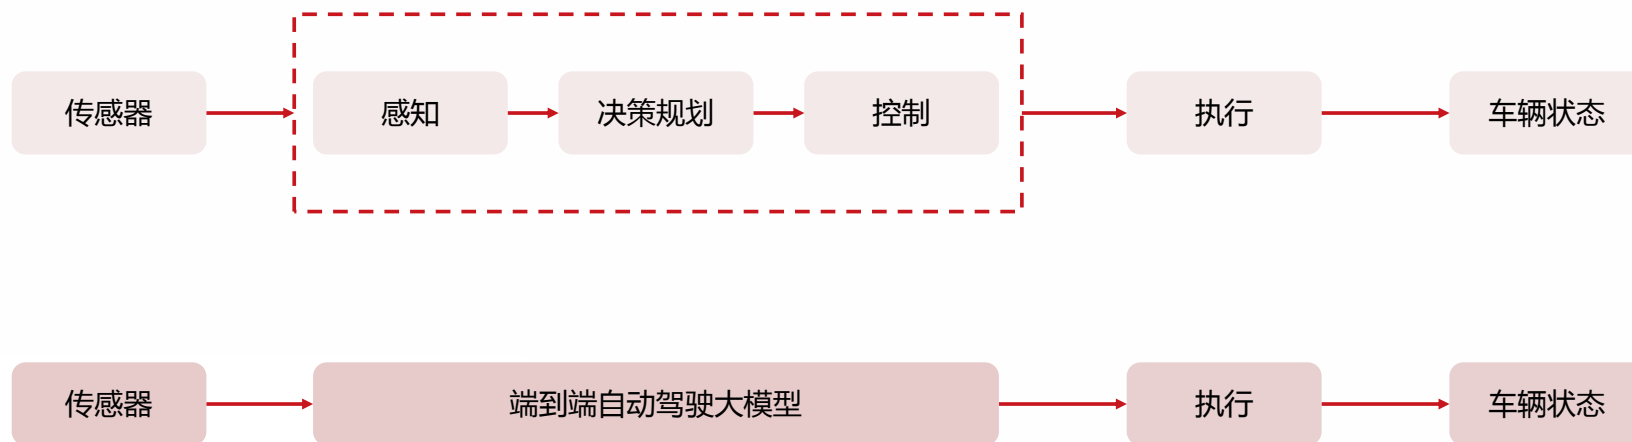 传感器
感知
决策规划
控制
执行
车辆状态
传感器
端到端自动驾驶大模型
执行
车辆状态